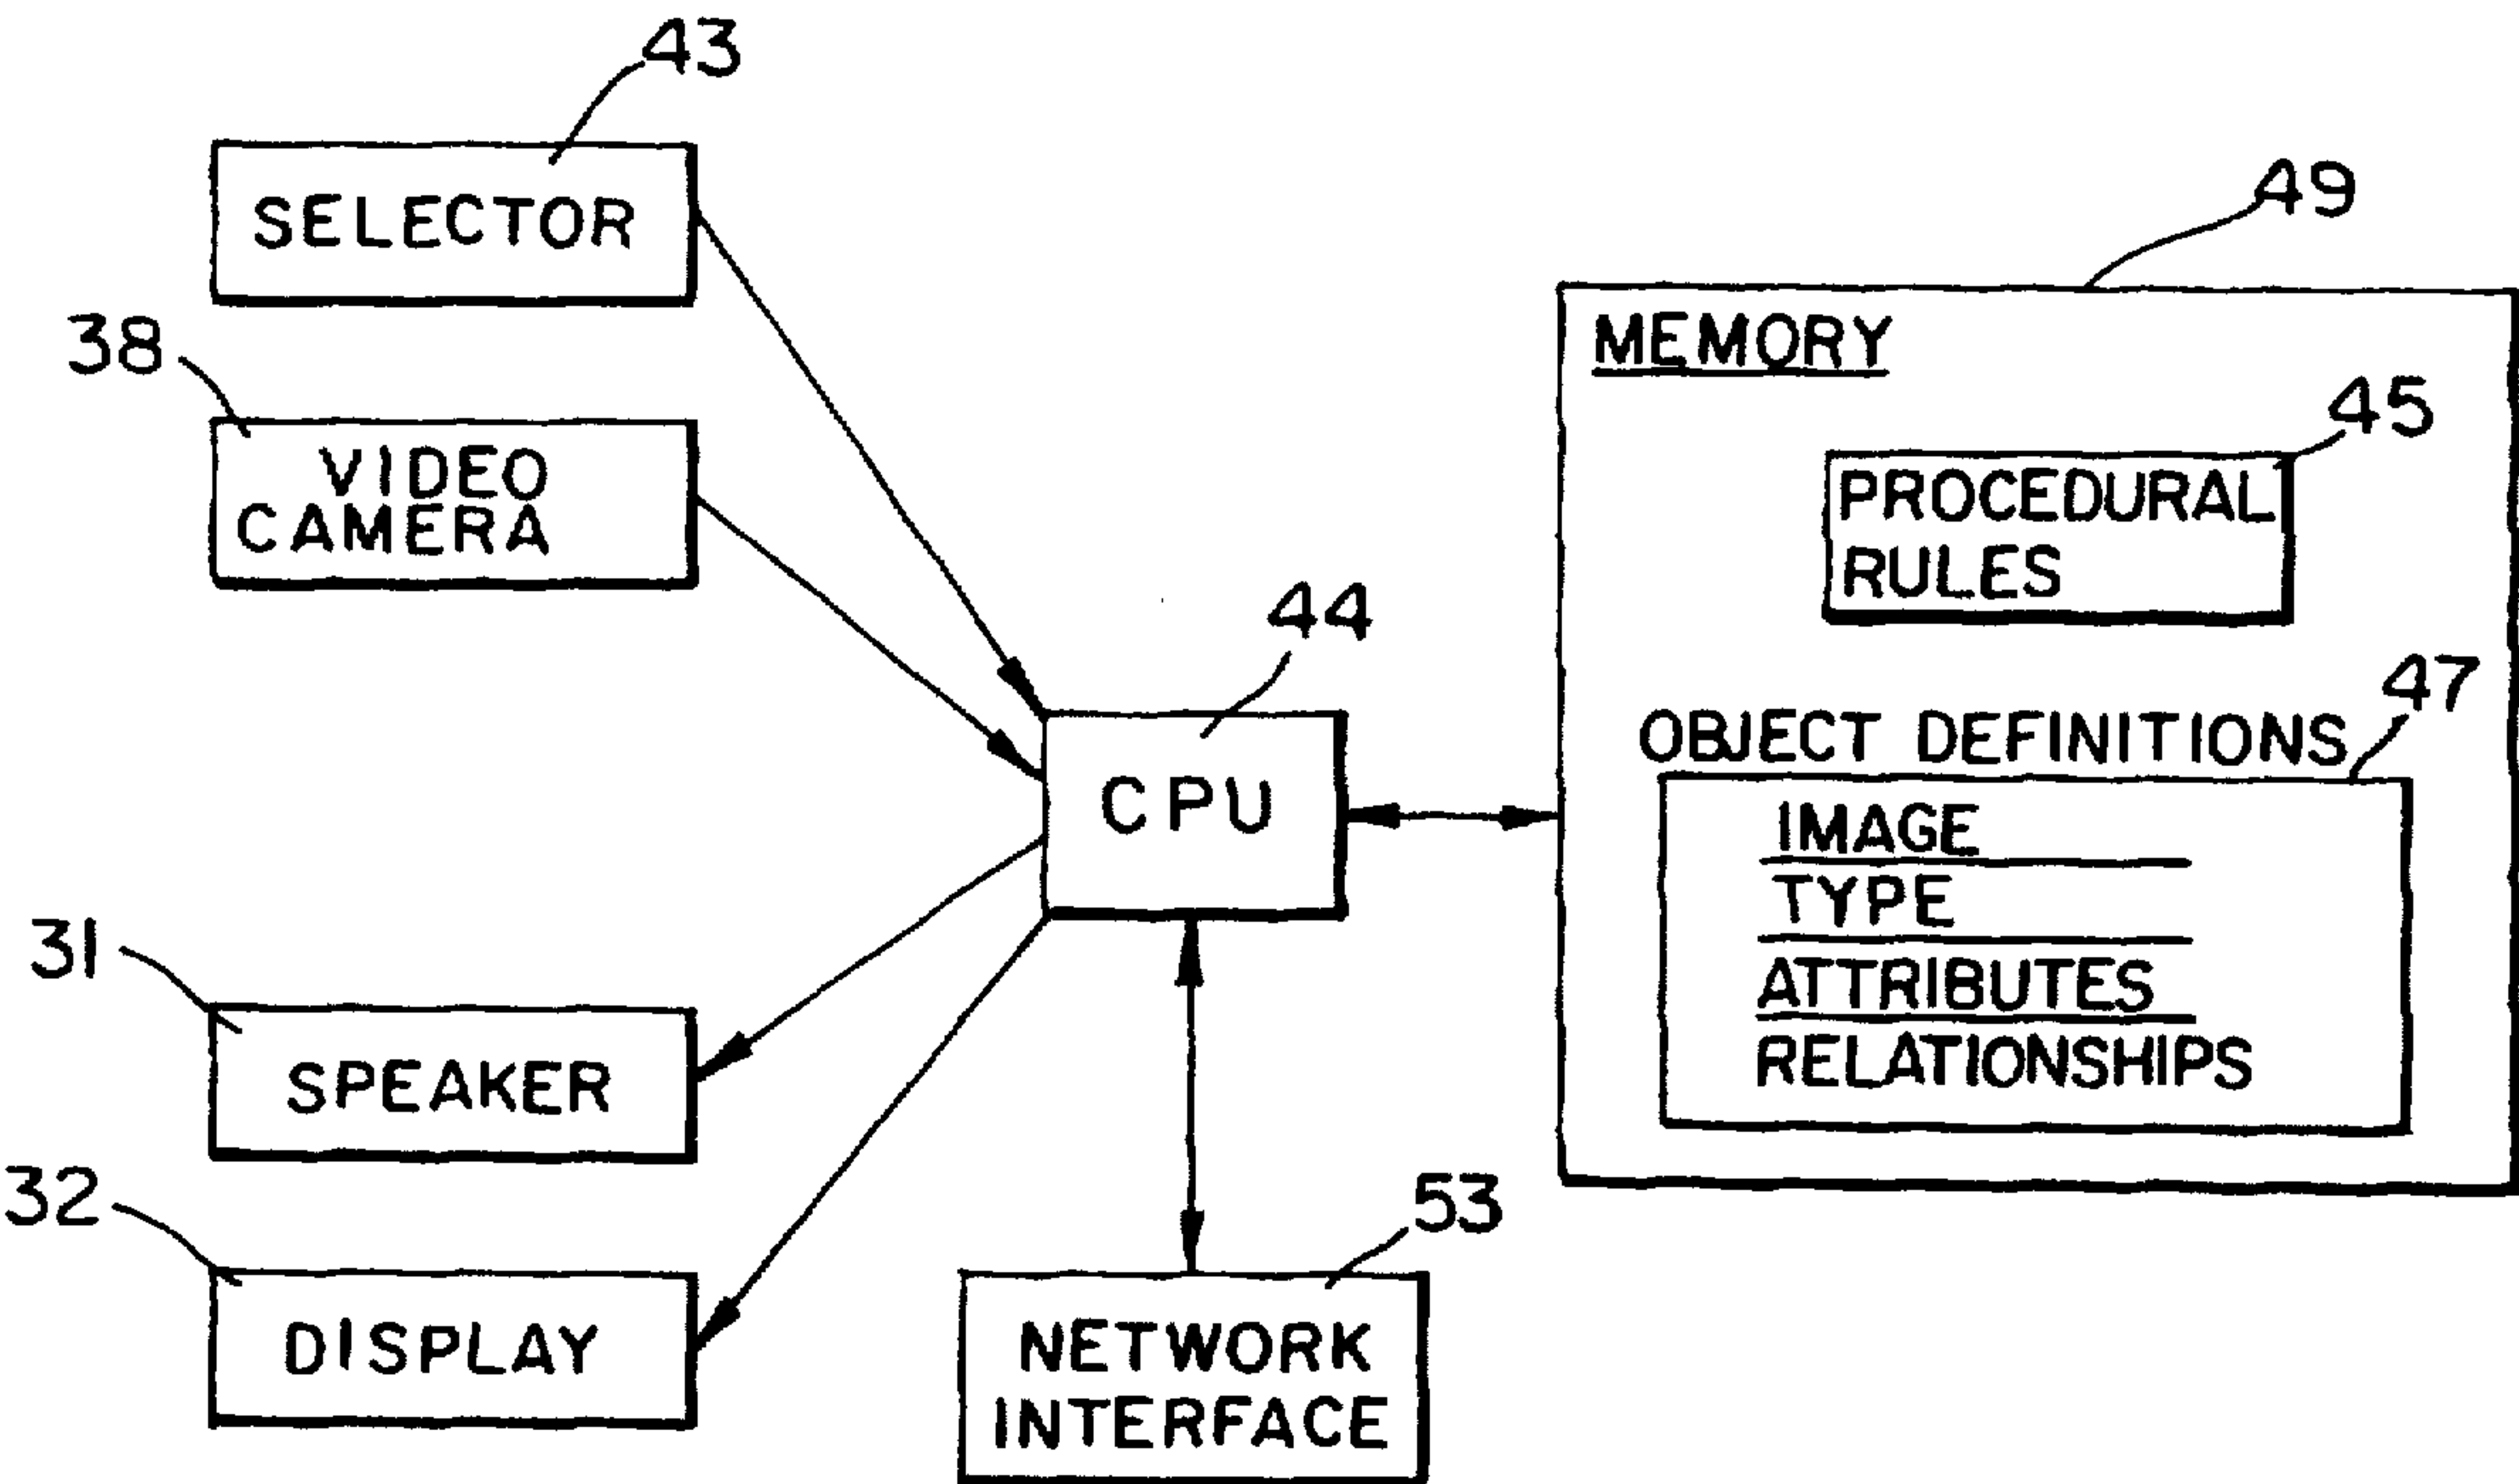 43
SELECTOR
38
VIDEO
CAMERA
44
CPU
31
SPEAKER
32
DISPLAY
53
NETWORK
INTERFACE
49
MEMORY
45
PROCEDURAL
RULES
47
OBJECT DEFINITIONS
IMAGE
TYPE
ATTRIBUTES
RELATIONSHIPS